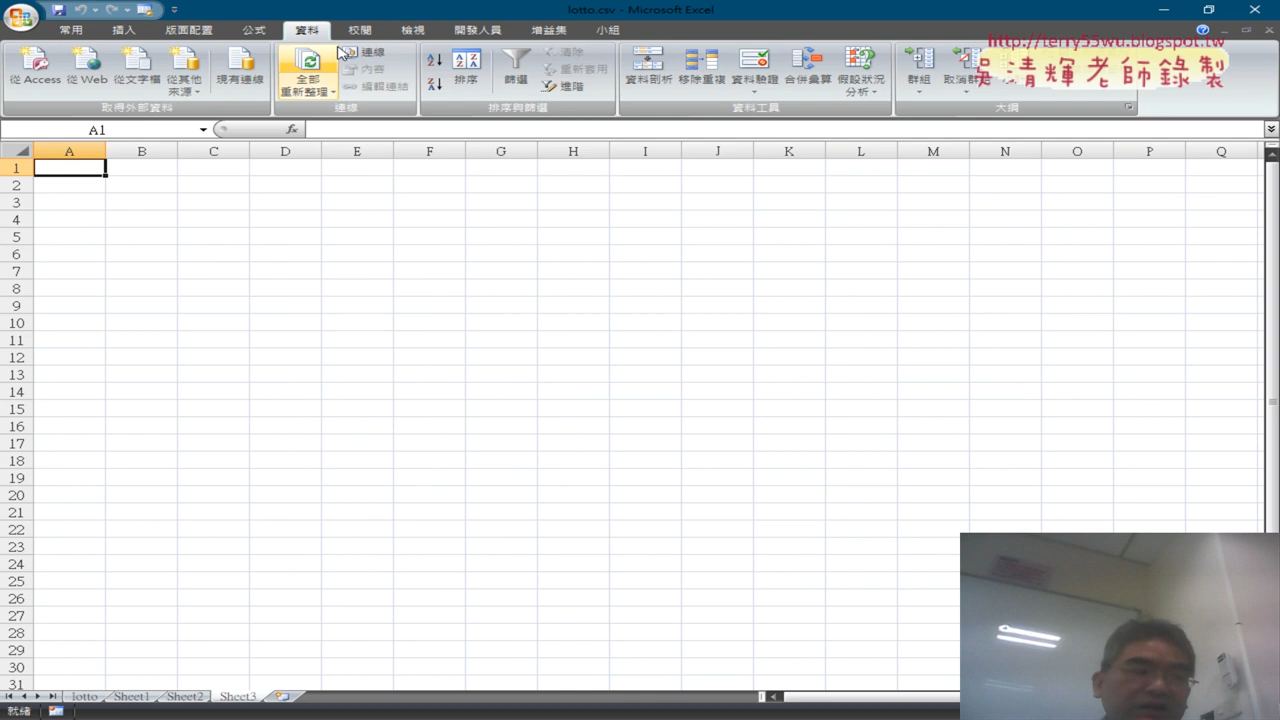 lotto.csv - Microsoft Excel
常用 插入 版面配置 公式 資料 校閱 檢視 開發人員 增益集 小組
http://terry55wu.blogspot.tw
吳清輝老師錄製
從 Access 從 Web 從文字檔 從其他來源 現有連線
取得外部資料
全部重新整理 連線 內容 編輯連結
連線
排序 篩選 清除 重新套用 進階
排序與篩選
資料剖析 移除重複 資料驗證 合併彙算 假設狀況分析
資料工具
群組 取消群組
大綱
A1 fx
A B C D E F G H I J K L M N O P Q
1
2
3
4
5
6
7
8
9
10
11
12
13
14
15
16
17
18
19
20
21
22
23
24
25
26
27
28
29
30
31
lotto Sheet1 Sheet2 Sheet3
就緒